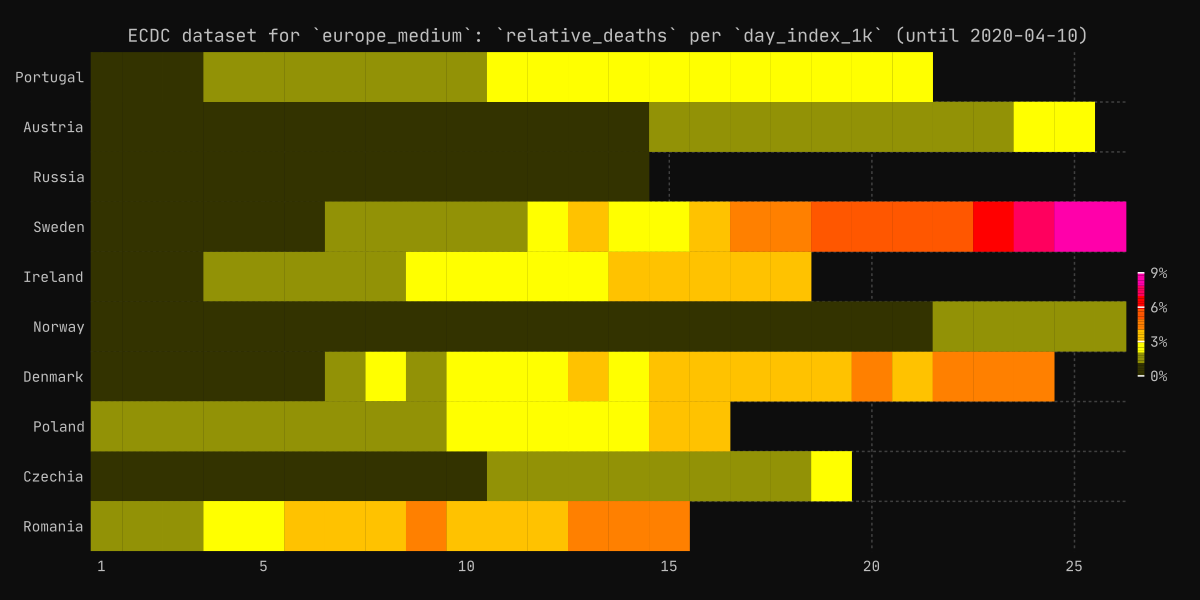 ECDC dataset for `europe_medium`: `relative_deaths` per `day_index_1k` (until 2020-04-10)
Portugal
Austria
Russia
Sweden
Ireland
Norway
Denmark
Poland
Czechia
Romania
9%
6%
3%
0%
1 5 10 15 20 25